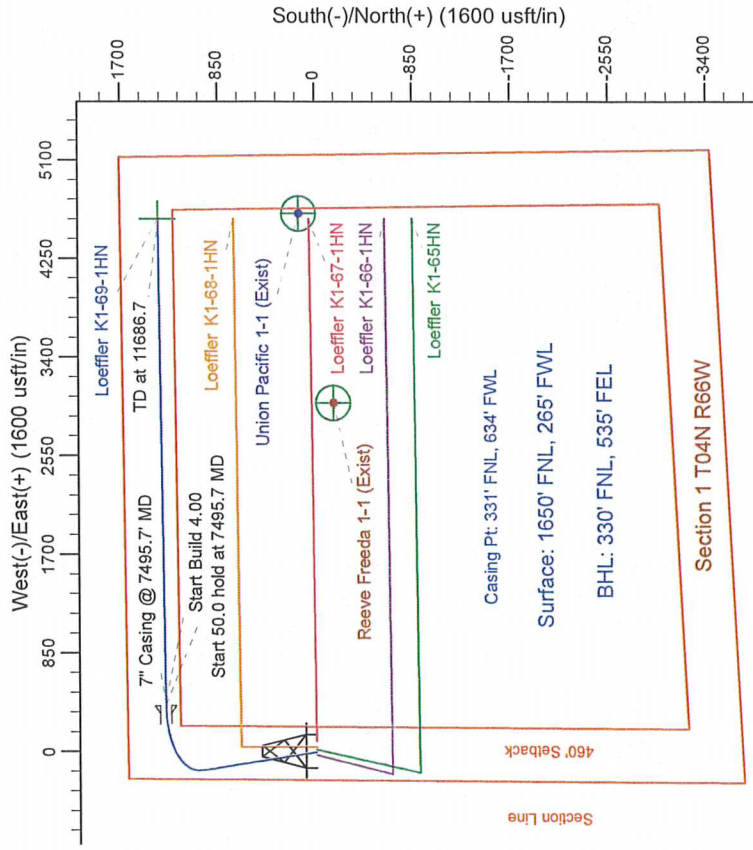 South(-)/North(+) (1600 usft/in)
1700
850
0
-850
-1700
-2550
-3400
West(-)/East(+) (1600 usft/in)
5100
4250
3400
2550
1700
850
0
Loeffler K1-69-1HN
TD at 11686.7
7" Casing @ 7495.7' MD
Start Build 4.00
Start 50.0 hold at 7495.7 MD
Loeffler K1-68-1HN
Union Pacific 1-1 (Exist)
Loeffler K1-67-1HN
Reeve Freeda 1-1 (Exist)
Loeffler K1-66-1HN
Loeffler K1-65HN
Casing Pt: 331' FNL, 634' FWL
Surface: 1650' FNL, 265' FWL
BHL: 330' FNL, 535' FEL
Section 1 T04N R66W
460' Setback
Section Line